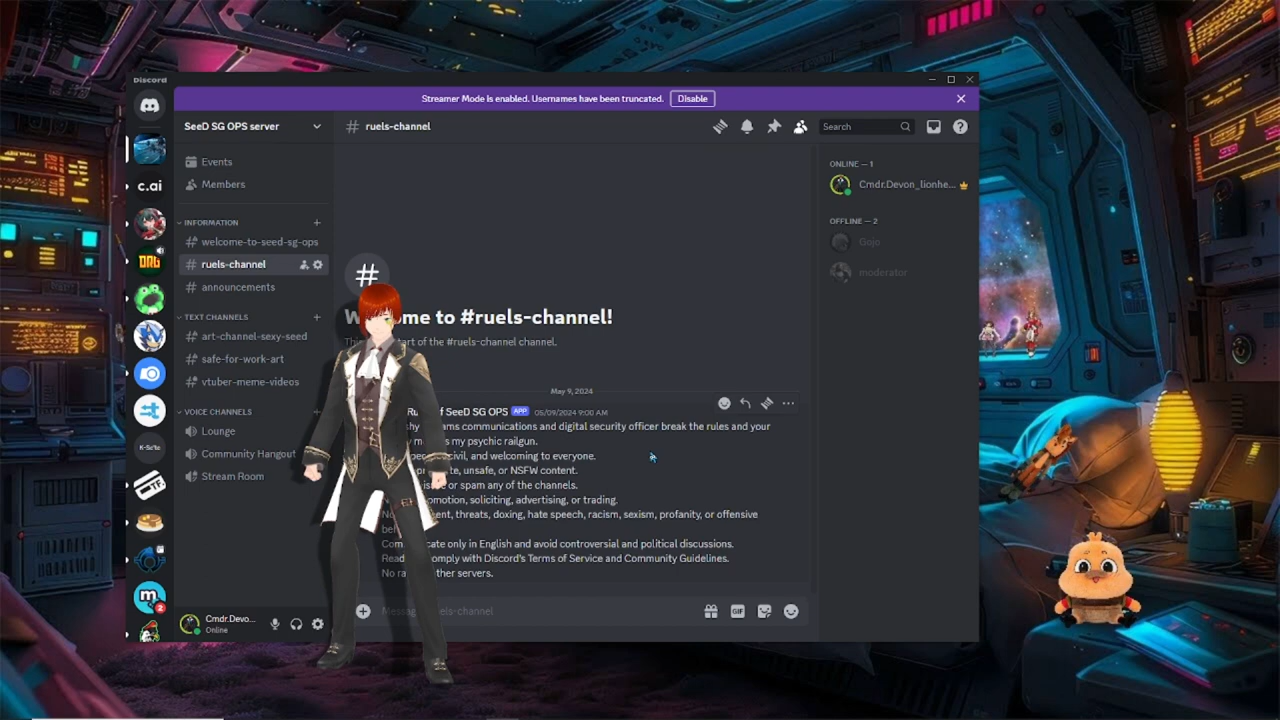 Discord
Streamer Mode is enabled. Usernames have been truncated.
Disable
SeeD SG OPS server
ruels-channel
Search
Events
Members
INFORMATION
welcome-to-seed-sg-ops
ruels-channel
announcements
TEXT CHANNELS
art-channel-sexy-seed
safe-for-work-art
vtuber-meme-videos
VOICE CHANNELS
Lounge
Community Hangout
Stream Room
Cmdr.Devo...
Online
c.ai
#
me to #ruels-channel!
art of the #ruels-channel channel.
May 9, 2024
of SeeD SG OPS APP 05/09/2024 9:00 AM
communications and digital security officer break the rules and your
my psychic railgun.
civil, and welcoming to everyone.
unsafe, or NSFW content.
or spam any of the channels.
soliciting, advertising, or trading.
threats, doxing, hate speech, racism, sexism, profanity, or offensive
only in English and avoid controversial and political discussions.
Read comply with Discord's Terms of Service and Community Guidelines.
No other servers.
GIF
ONLINE — 1
Cmdr.Devon_lionhe...
OFFLINE — 2
Gojo
moderator